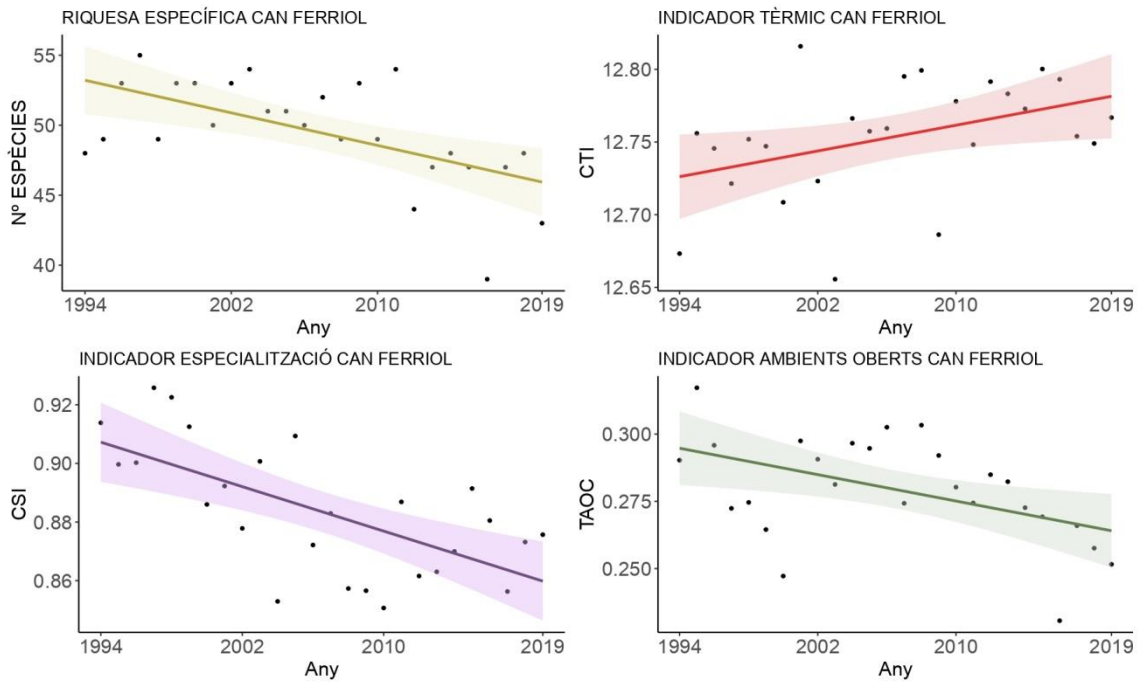 RIQUESA ESPECÍFICA CAN FERRIOL
55
50
45
40
Nº ESPÈCIES
1994 2002 2010 2019
Any
INDICADOR TÈRMIC CAN FERRIOL
12.80
12.75
12.70
12.65
CTI
1994 2002 2010 2019
Any
INDICADOR ESPECIALITZACIÓ CAN FERRIOL
0.92
0.90
0.88
0.86
CSI
1994 2002 2010 2019
Any
INDICADOR AMBIENTS OBERTS CAN FERRIOL
0.300
0.275
0.250
TAOC
1994 2002 2010 2019
Any